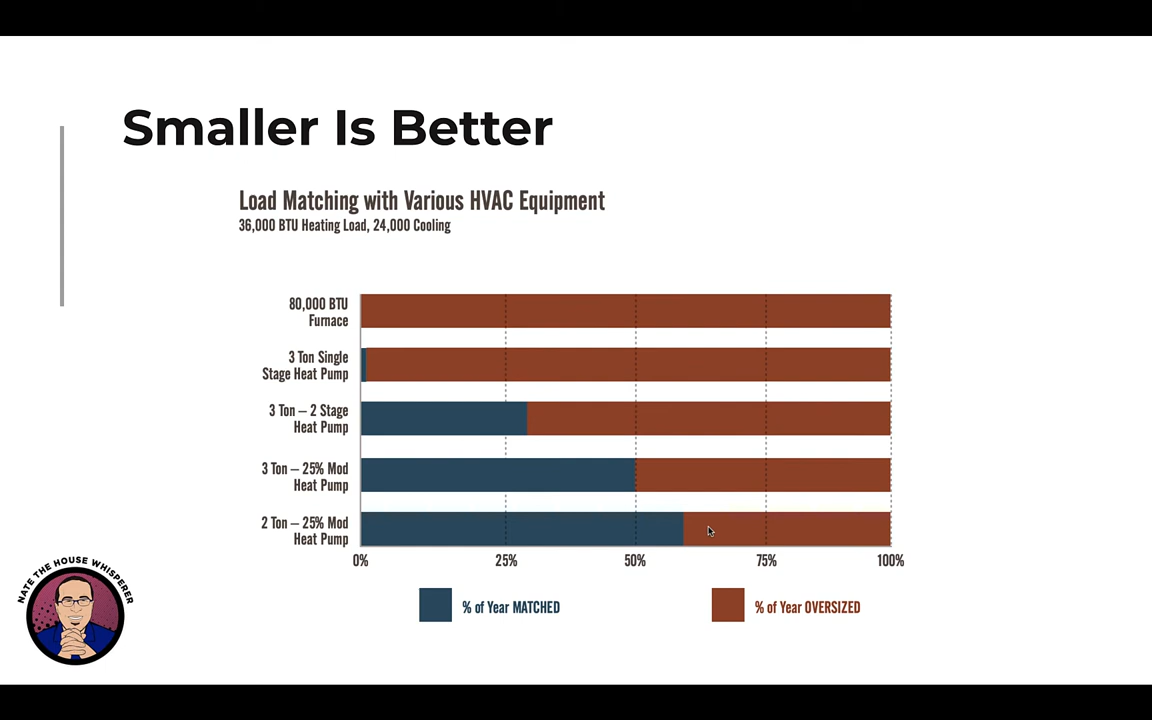 Smaller Is Better
Load Matching with Various HVAC Equipment
36,000 BTU Heating Load, 24,000 Cooling
80,000 BTU
Furnace
3 Ton Single
Stage Heat Pump
3 Ton – 2 Stage
Heat Pump
3 Ton – 25% Mod
Heat Pump
2 Ton – 25% Mod
Heat Pump
0% 25% 50% 75% 100%
% of Year MATCHED % of Year OVERSIZED
NATE THE HOUSE WHISPERER